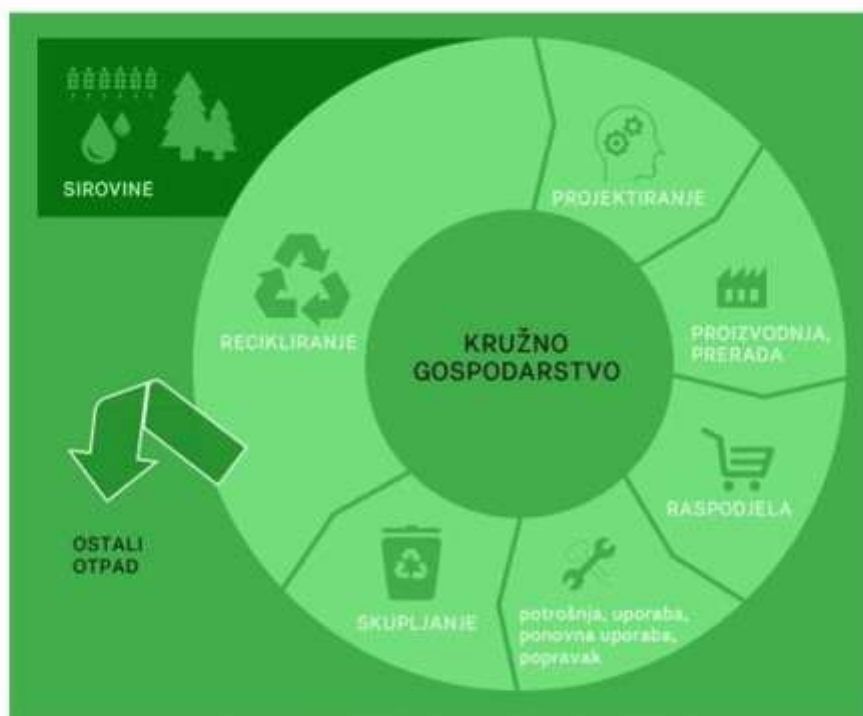 SIROVINE
PROJEKTIRANJE
PROIZVODNJA,
PRERADA
RASPODJELA
potrošnja, uporaba,
ponovna uporaba,
popravak
SKUPLJANJE
RECIKLIRANJE
KRUŽNO
GOSPODARSTVO
OSTALI
OTPAD